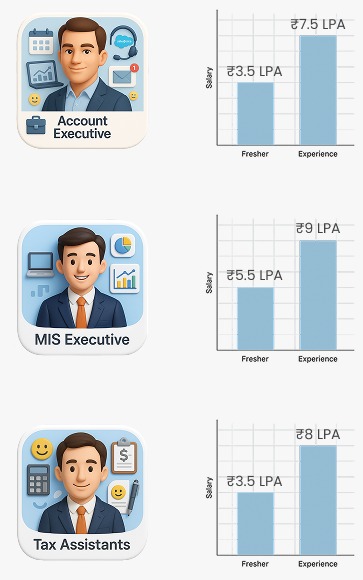 ₹7.5 LPA
₹3.5 LPA
Salary
1
Account
Executive
Fresher
Experience
₹9 LPA
₹5.5 LPA
Salary
MIS Executive
Fresher
Experience
₹8 LPA
₹3.5 LPA
Salary
$
Tax Assistants
Fresher
Experience